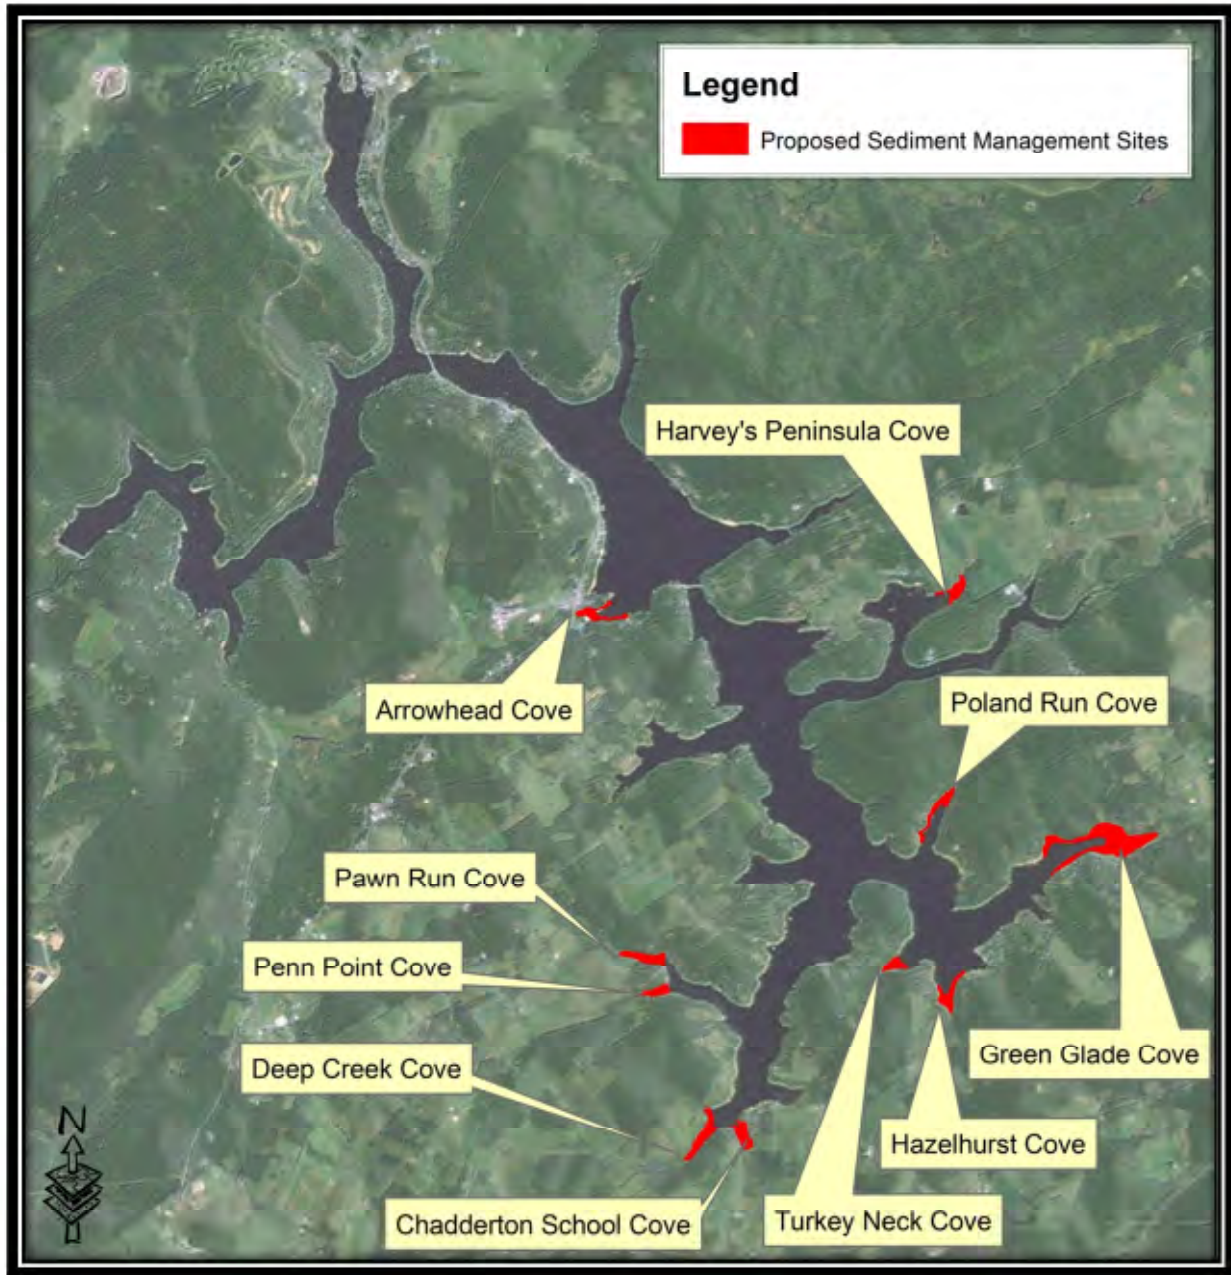 Legend
Proposed Sediment Management Sites
Harvey's Peninsula Cove
Arrowhead Cove
Poland Run Cove
Pawn Run Cove
Penn Point Cove
Deep Creek Cove
Green Glade Cove
Hazelhurst Cove
Chadderton School Cove
Turkey Neck Cove
N